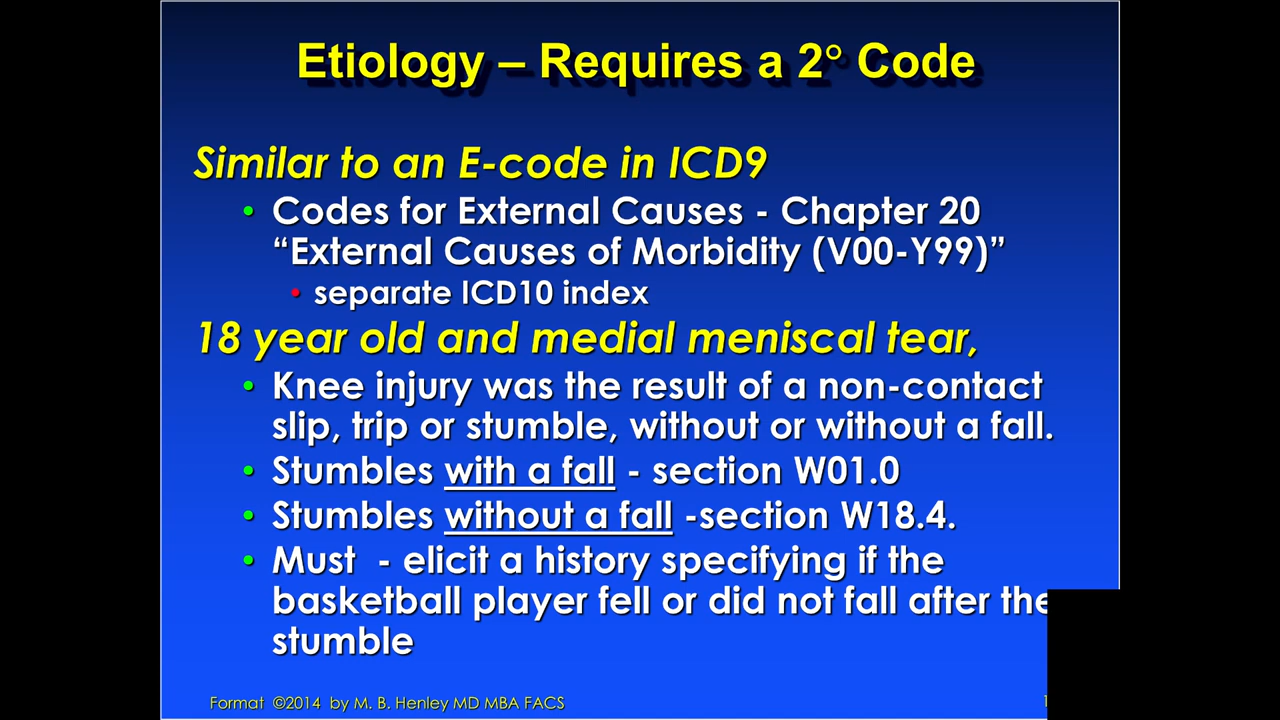 Etiology – Requires a 2° Code
Similar to an E-code in ICD9
• Codes for External Causes - Chapter 20
“External Causes of Morbidity (V00-Y99)”
• separate ICD10 index
18 year old and medial meniscal tear,
• Knee injury was the result of a non-contact
slip, trip or stumble, without or without a fall.
• Stumbles with a fall - section W01.0
• Stumbles without a fall -section W18.4.
• Must - elicit a history specifying if the
basketball player fell or did not fall after the
stumble
Format ©2014 by M. B. Henley MD MBA FACS